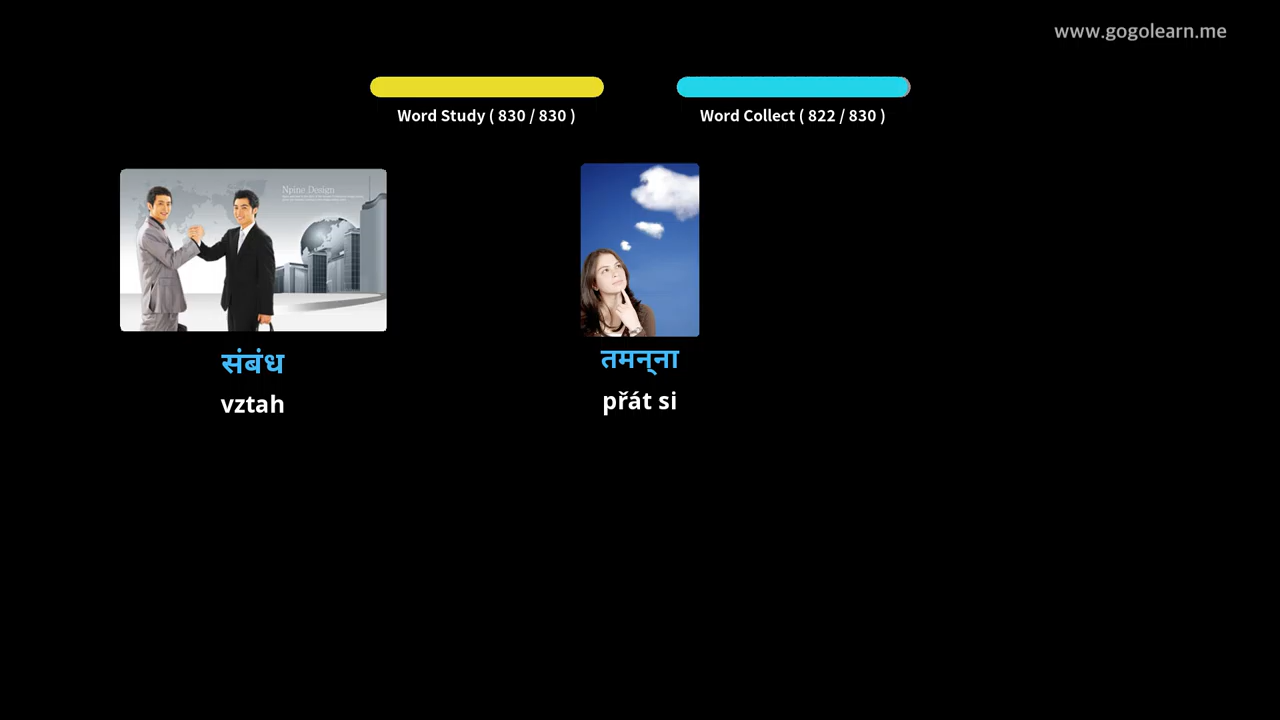 www.gogolearn.me
Word Study ( 830 / 830 )
Word Collect ( 822 / 830 )
Npine Design
संबंध
तमन्‍ना
vztah
přát si